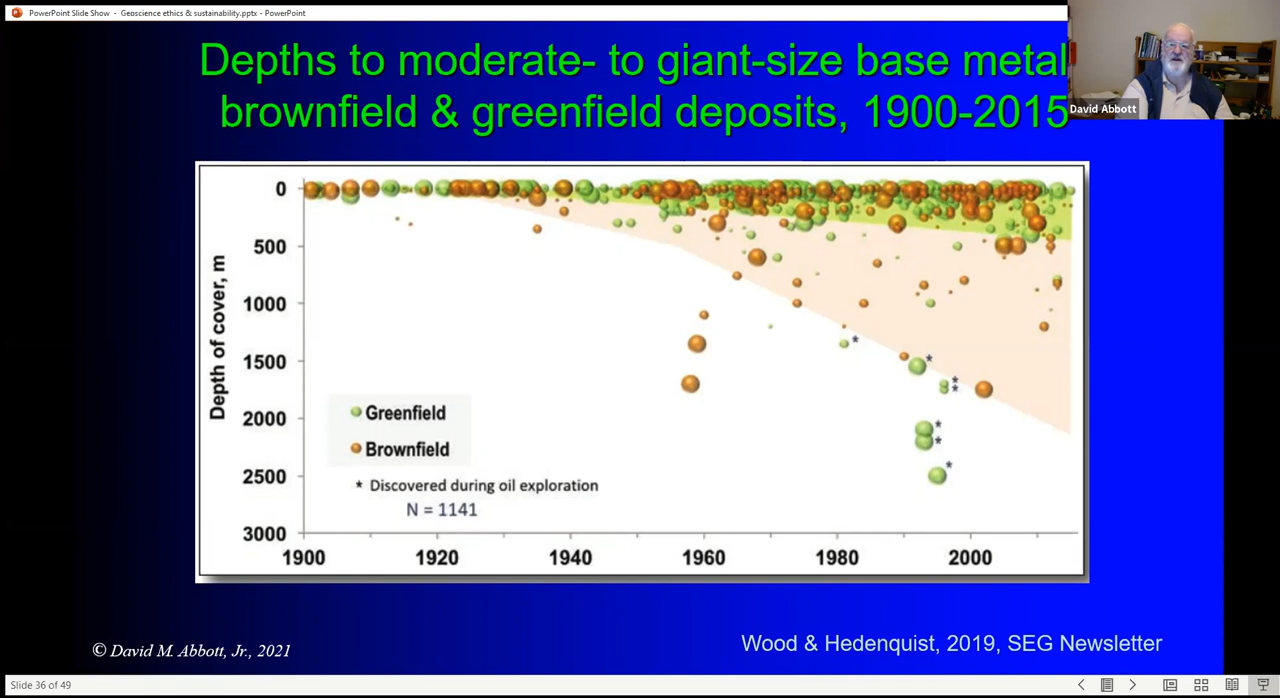 PowerPoint Slide Show - Geoscience ethics & sustainability.pptx - PowerPoint
Depths to moderate- to giant-size base metal
brownfield & greenfield deposits, 1900-2015
David Abbott
0
500
1000
1500
2000
2500
3000
Depth of cover, m
Greenfield
Brownfield
* Discovered during oil exploration
N = 1141
*
*
*
*
*
*
*
1900
1920
1940
1960
1980
2000
© David M. Abbott, Jr., 2021
Wood & Hedenquist, 2019, SEG Newsletter
Slide 36 of 49